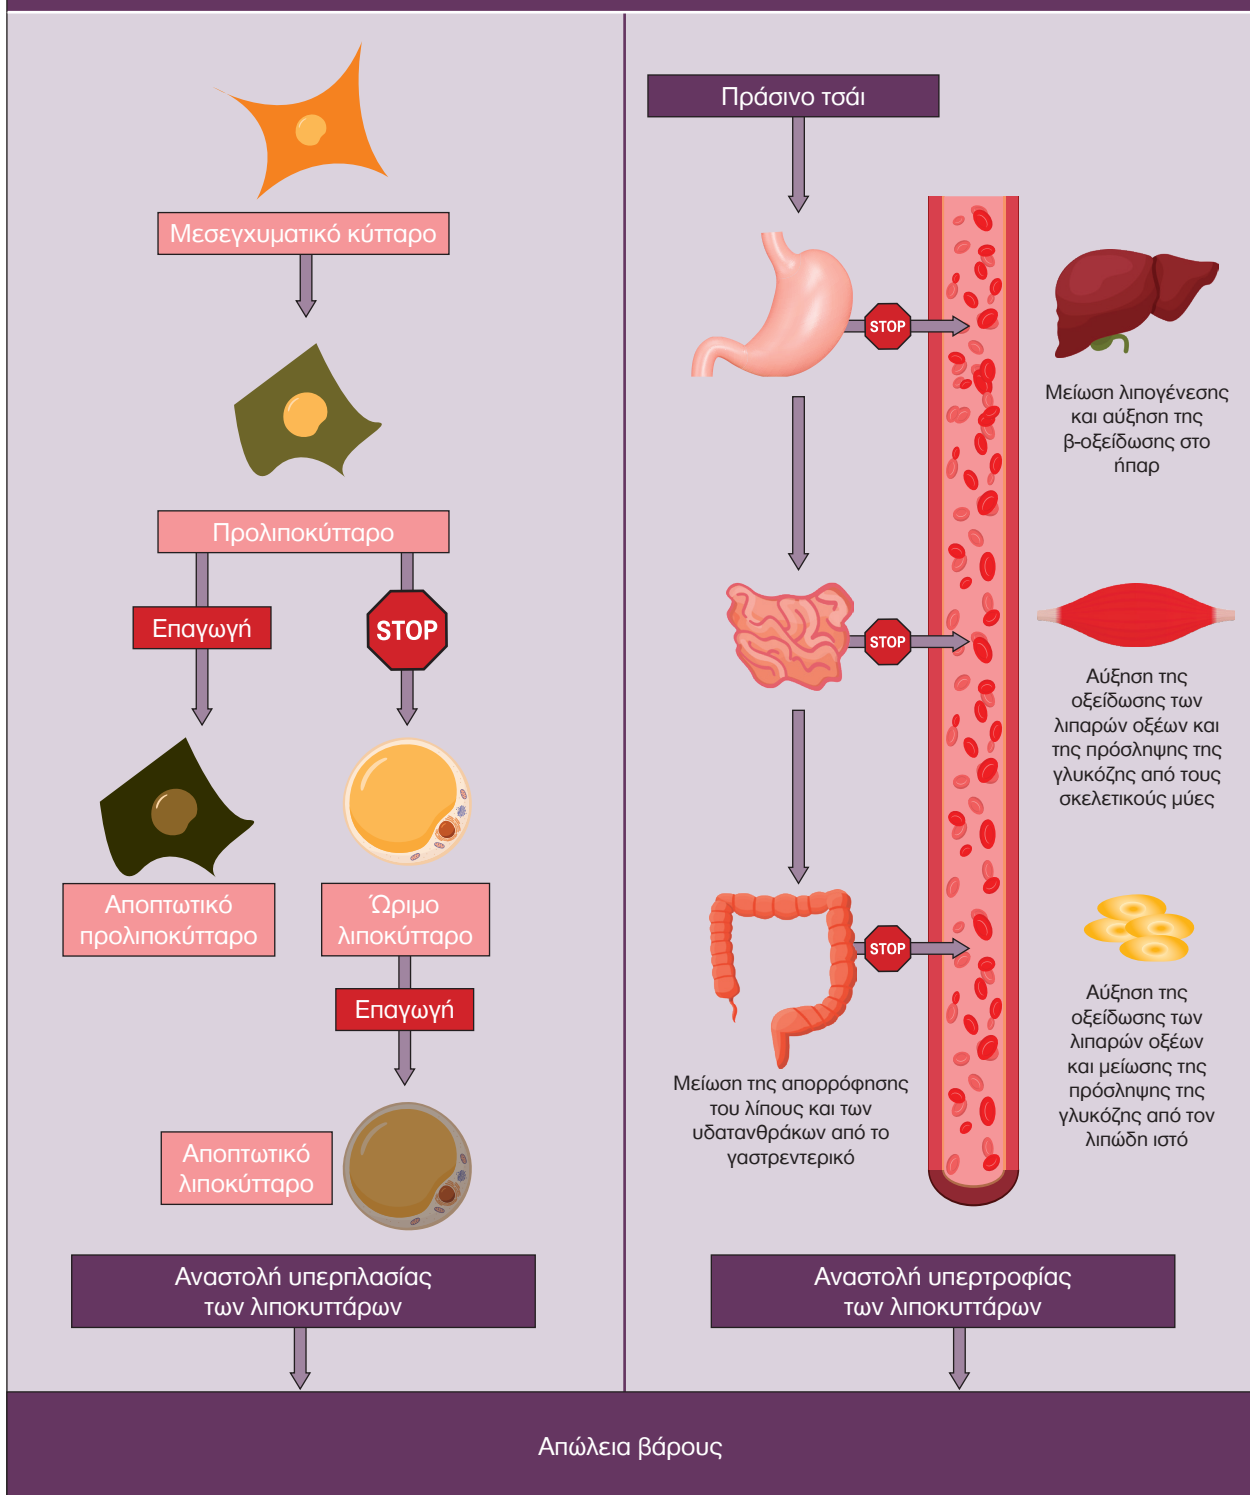 Μεσεγχυματικό κύτταρο
Προλιποκύτταρο
Επαγωγή
STOP
Αποπτωτικό
προλιποκύτταρο
Ώριμο
λιποκύτταρο
Επαγωγή
Αποπτωτικό
λιποκύτταρο
Αναστολή υπερπλασίας
των λιποκυττάρων
Πράσινο τσάι
STOP
Μείωση λιπογένεσης
και αύξηση της
β-οξείδωσης στο
ήπαρ
STOP
Αύξηση της
οξείδωσης των
λιπαρών οξέων και
της πρόσληψης της
γλυκόζης από τους
σκελετικούς μύες
STOP
Αύξηση της
οξείδωσης των
λιπαρών οξέων
και μείωσης της
πρόσληψης της
γλυκόζης από τον
λιπώδη ιστό
Μείωση της απορρόφησης
του λίπους και των
υδατανθράκων από το
γαστρεντερικό
Αναστολή υπερτροφίας
των λιποκυττάρων
Απώλεια βάρους